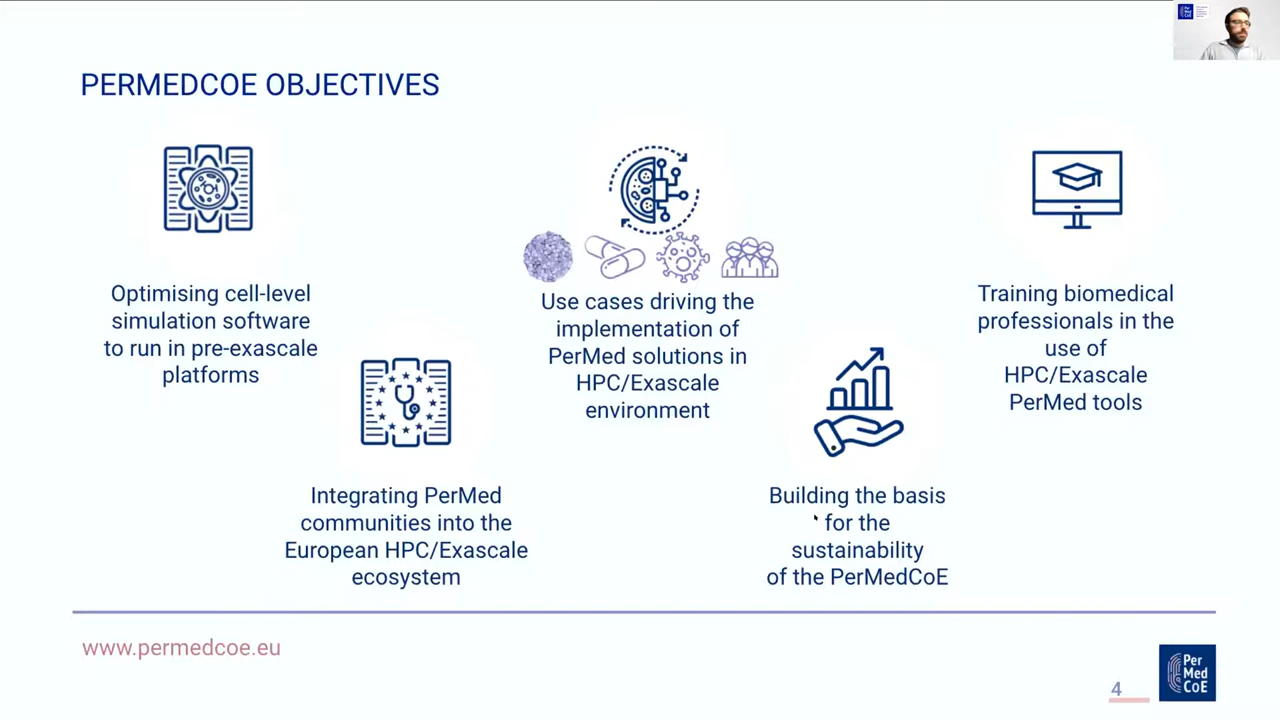 PERMEDCOE OBJECTIVES
Optimising cell-level
simulation software
to run in pre-exascale
platforms
Integrating PerMed
communities into the
European HPC/Exascale
ecosystem
Use cases driving the
implementation of
PerMed solutions in
HPC/Exascale
environment
Building the basis
for the
sustainability
of the PerMedCoE
Training biomedical
professionals in the
use of
HPC/Exascale
PerMed tools
www.permedcoe.eu
4
Per
Med
CoE
Per
Med
CoE